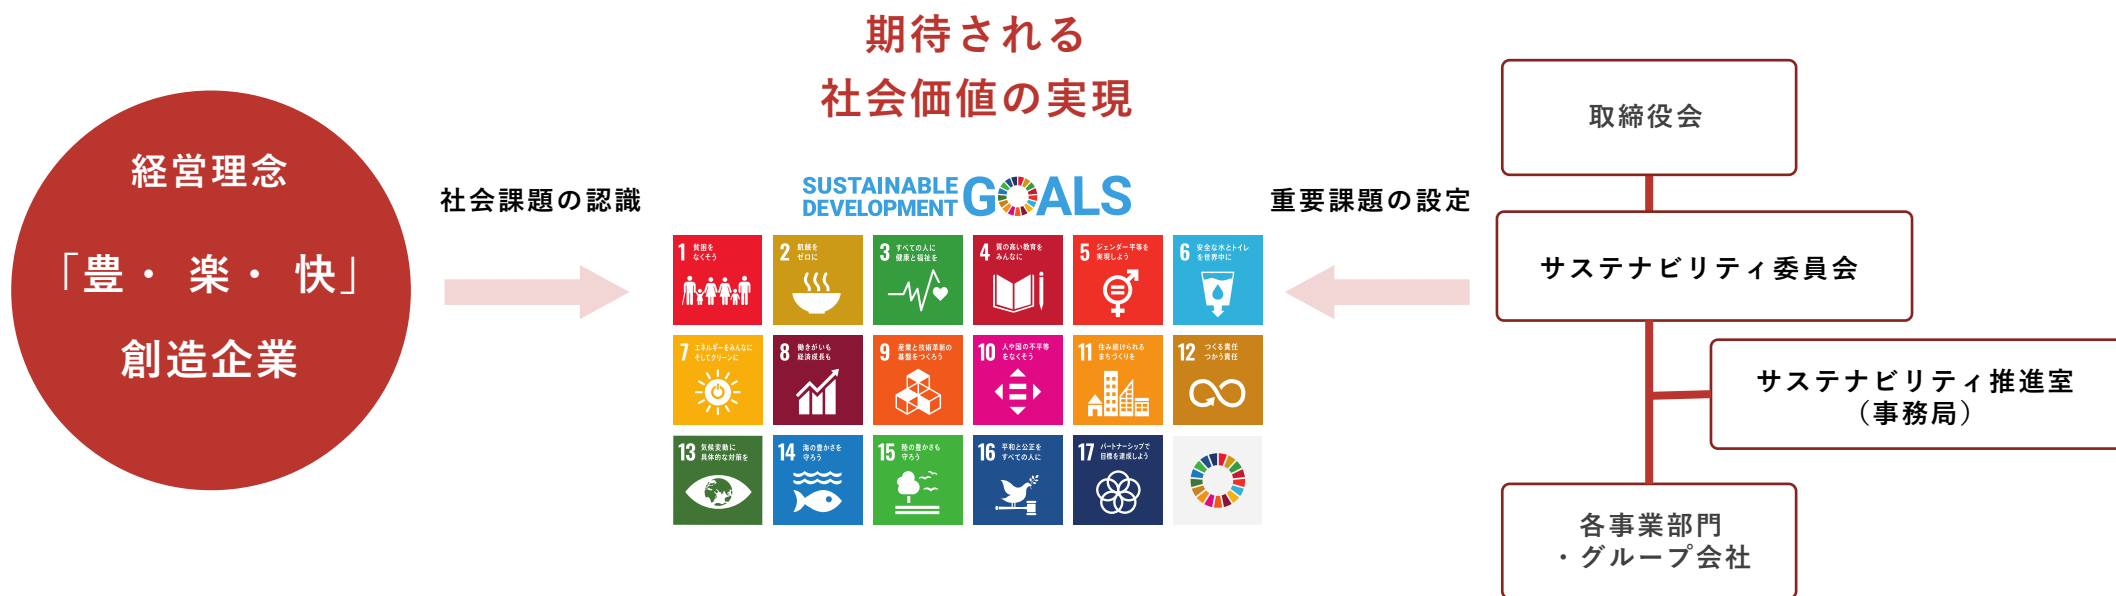 期待される
社会価値の実現
経営理念
「豊・ 楽・ 快」
創造企業
社会課題の認識
SUSTAINABLE
DEVELOPMENT
GOALS
1 貧困を
なくそう
2 飢餓を
ゼロに
3 すべての人に
健康と福祉を
4 質の高い教育を
みんなに
5 ジェンダー平等を
実現しよう
6 安全な水とトイレ
を世界中に
7 エネルギーをみんなに
そしてクリーンに
8 働きがいも
経済成長も
9 産業と技術革新の
基盤をつくろう
10 人や国の不平等
をなくそう
11 住み続けられる
まちづくりを
12 つくる責任
つかう責任
13 気候変動に
具体的な対策を
14 海の豊かさを
守ろう
15 陸の豊かさも
守ろう
16 平和と公正を
すべての人に
17 パートナーシップで
目標を達成しよう
重要課題の設定
取締役会
サステナビリティ委員会
サステナビリティ推進室
（事務局）
各事業部門
・グループ会社